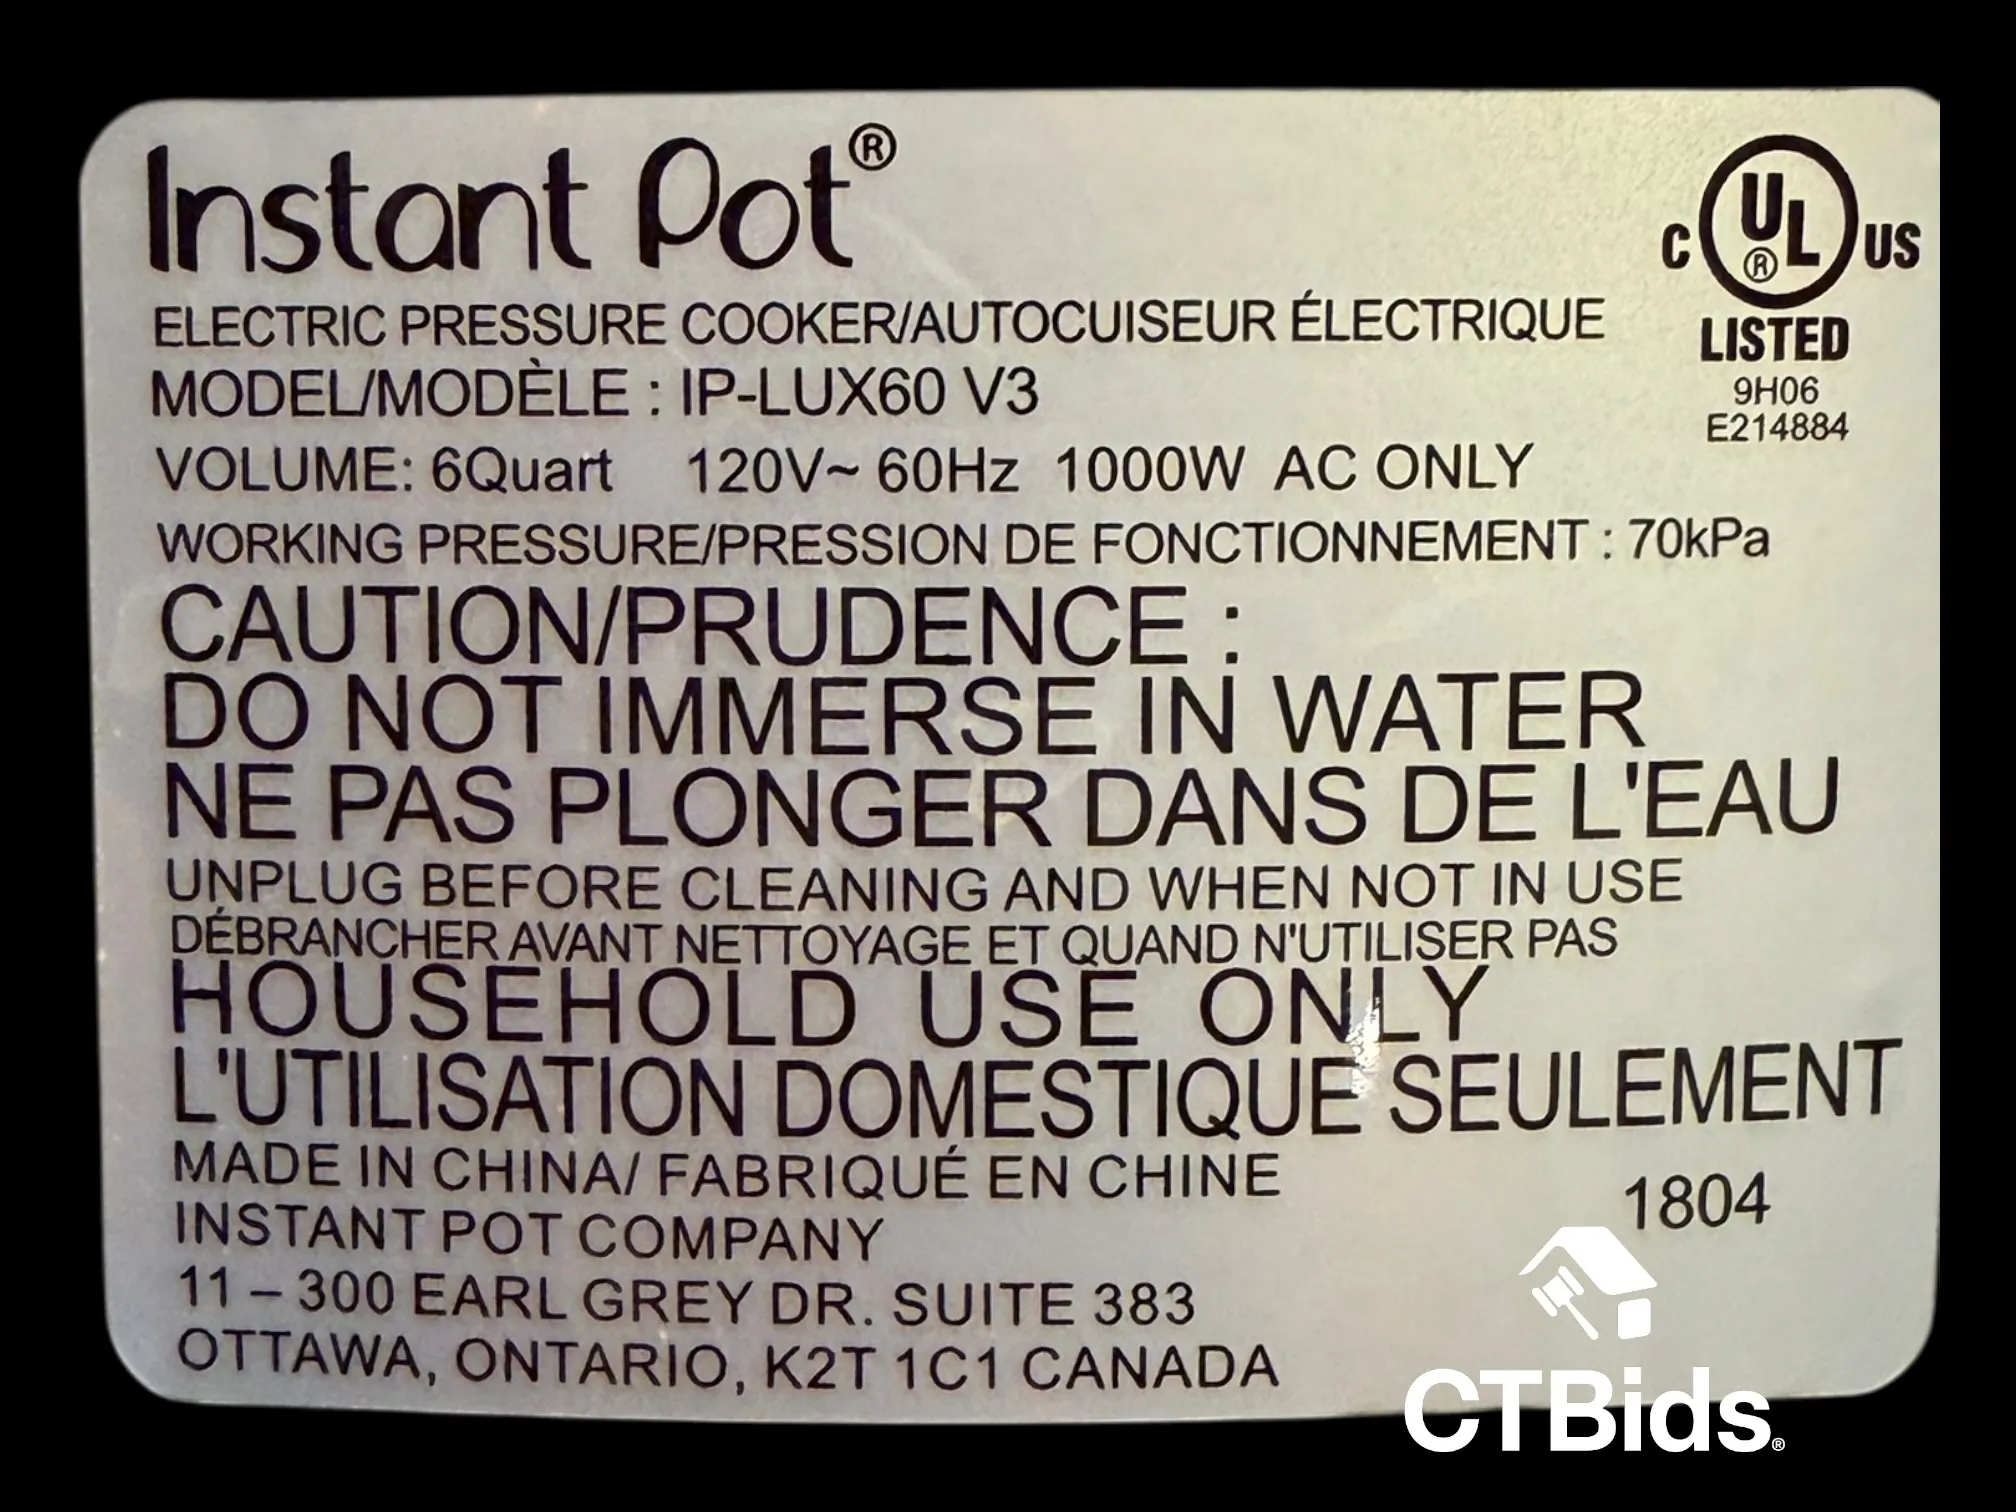 Instant Pot®
C UL® US
LISTED
9H06
E214884
ELECTRIC PRESSURE COOKER/AUTOCUISEUR ÉLECTRIQUE
MODEL/MODÈLE : IP-LUX60 V3
VOLUME: 6Quart 120V~ 60Hz 1000W AC ONLY
WORKING PRESSURE/PRESSION DE FONCTIONNEMENT : 70kPa
CAUTION/PRUDENCE :
DO NOT IMMERSE IN WATER
NE PAS PLONGER DANS DE L'EAU
UNPLUG BEFORE CLEANING AND WHEN NOT IN USE
DÉBRANCHER AVANT NETTOYAGE ET QUAND N'UTILISER PAS
HOUSEHOLD USE ONLY
L'UTILISATION DOMESTIQUE SEULEMENT
MADE IN CHINA/ FABRIQUÉ EN CHINE
1804
INSTANT POT COMPANY
11 – 300 EARL GREY DR. SUITE 383
OTTAWA, ONTARIO, K2T 1C1 CANADA
CTBids®